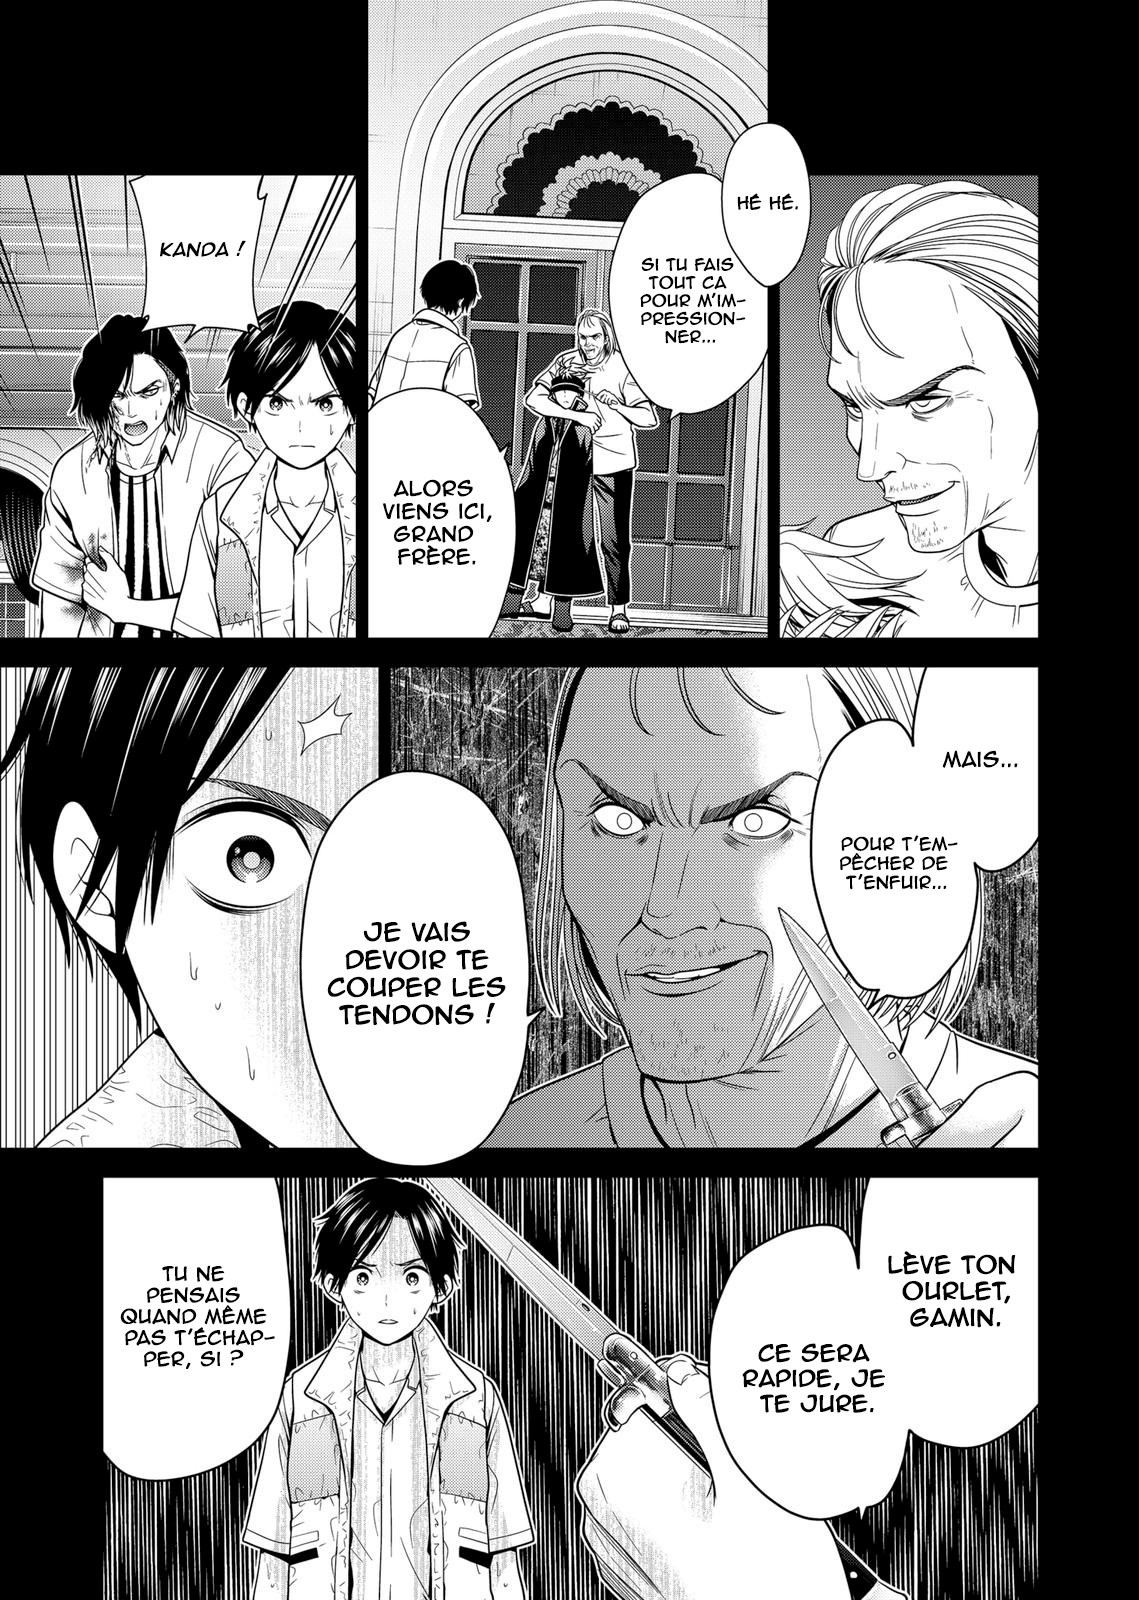 HÉ HÉ.
SI TU FAIS
TOUT CA
POUR M'IM-
PRESSION-
NER...
ALORS
VIENS ICI,
GRAND
FRÈRE.
KANDA !
MAIS...
POUR T'EM-
PÊCHER DE
T'ENFUIR...
JE VAIS
DEVOIR TE
COUPER LES
TENDONS !
LÈVE TON
OURLET,
GAMIN.
CE SERA
RAPIDE, JE
TE JURE.
TU NE
PENSAIS
QUAND MÊME
PAS T'ÉCHAP-
PER, SI ?